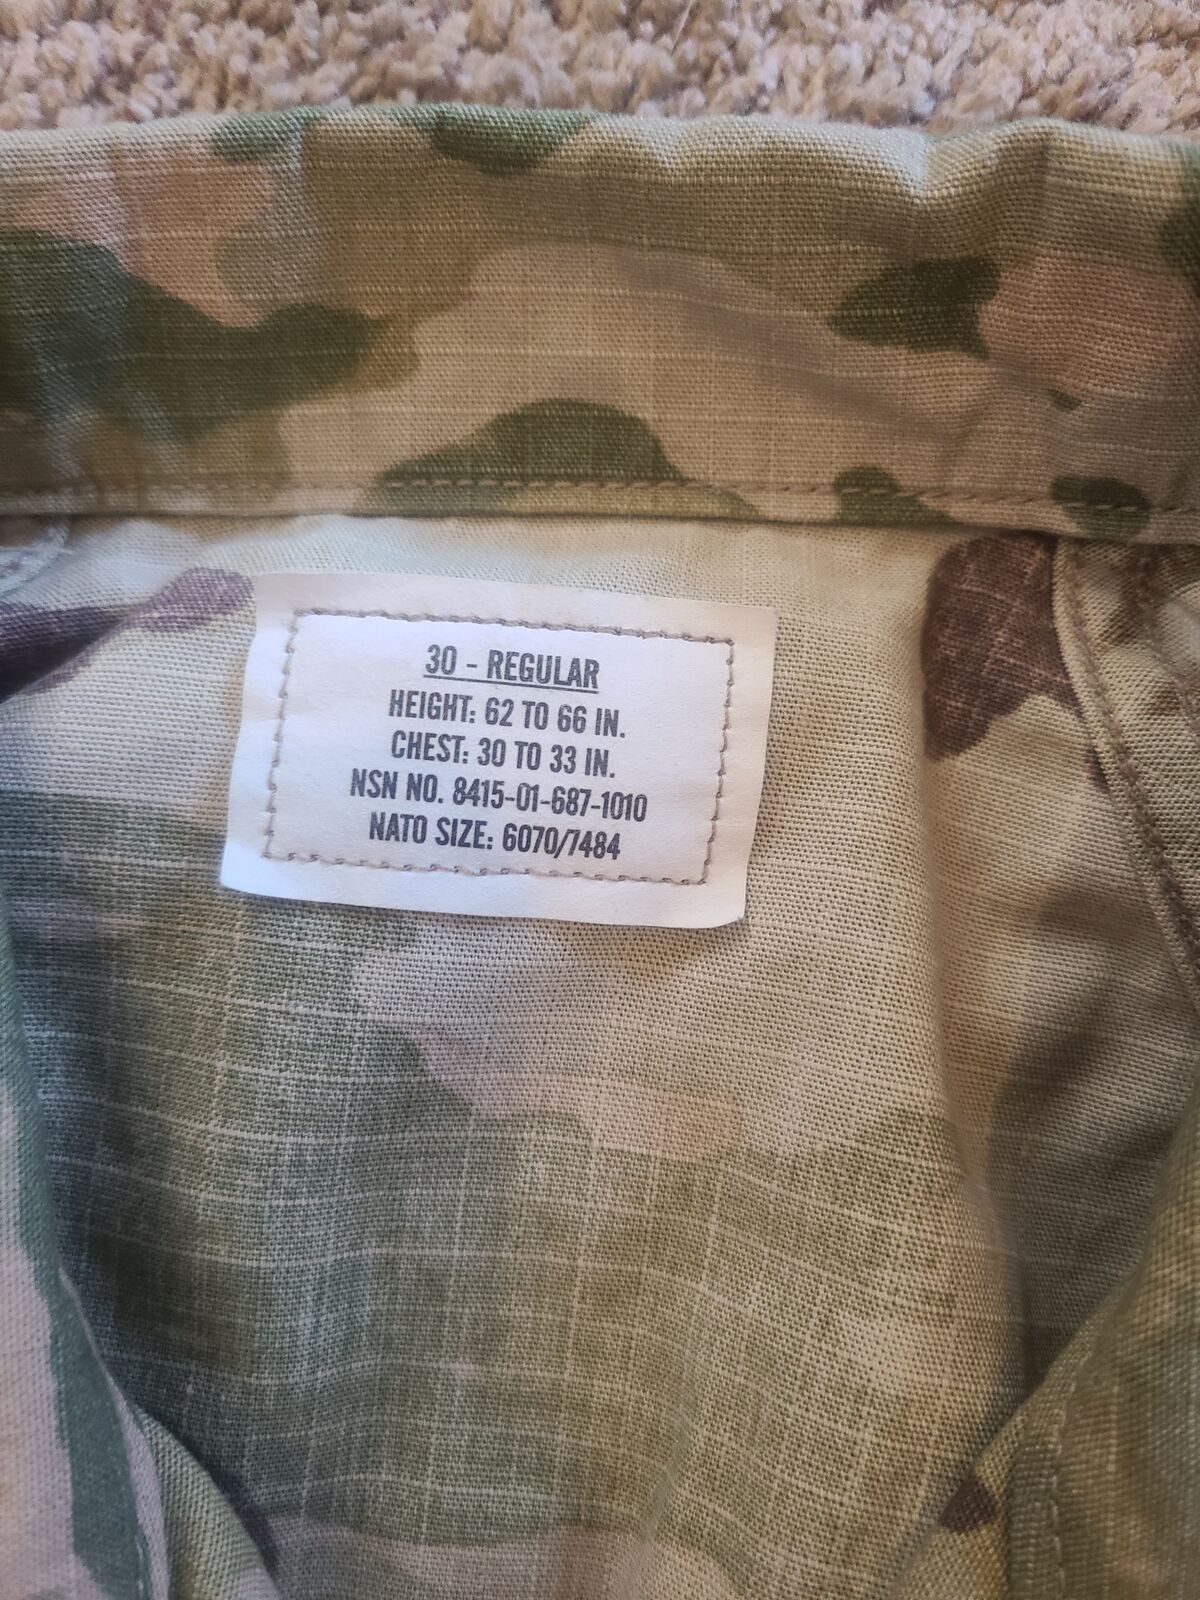 30 - REGULAR
HEIGHT: 62 TO 66 IN.
CHEST: 30 TO 33 IN.
NSN NO. 8415-01-687-1010
NATO SIZE: 6070/7484